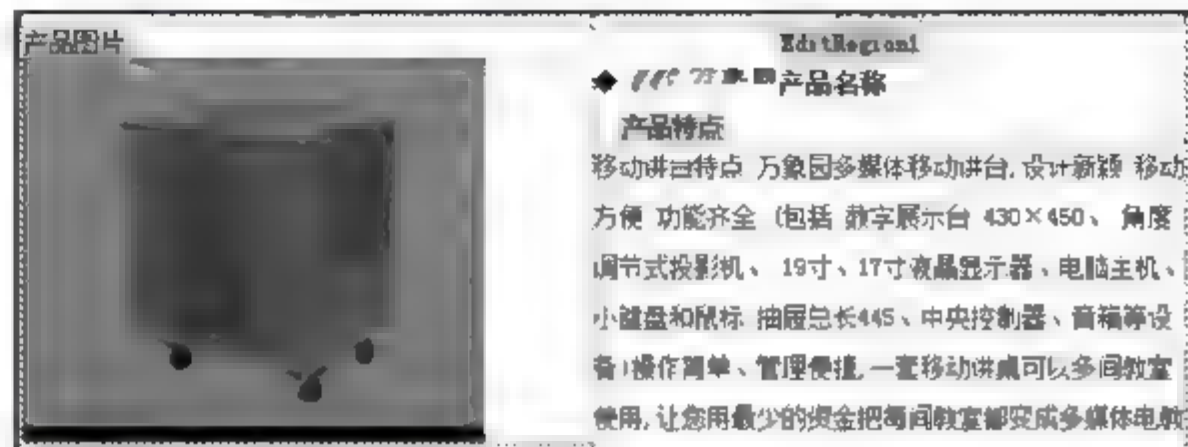 产品图片
EditRegion1
◆ 万象园 产品名称
产品特点
移动讲台特点 万象园多媒体移动讲台,设计新颖 移动
方便 功能齐全 (包括 数字展示台 430×450、 角度
调节式投影机、 19寸、17寸液晶显示器、电脑主机、
小键盘和鼠标 抽屉总长445、中央控制器、音箱等设
备)操作简单、管理便捷,一套移动讲桌可以多间教室
使用,让您用最少的资金把每间教室都变成多媒体电教